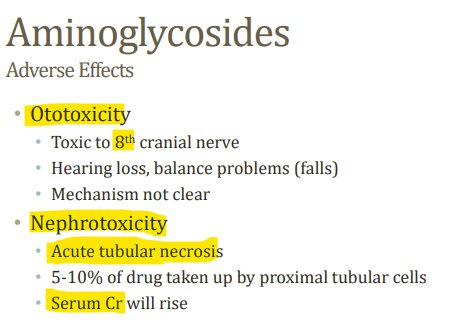 Aminoglycosides
Adverse Effects
• Ototoxicity
• Toxic to 8th cranial nerve
• Hearing loss, balance problems (falls)
• Mechanism not clear
• Nephrotoxicity
• Acute tubular necrosis
• 5-10% of drug taken up by proximal tubular cells
• Serum Cr will rise